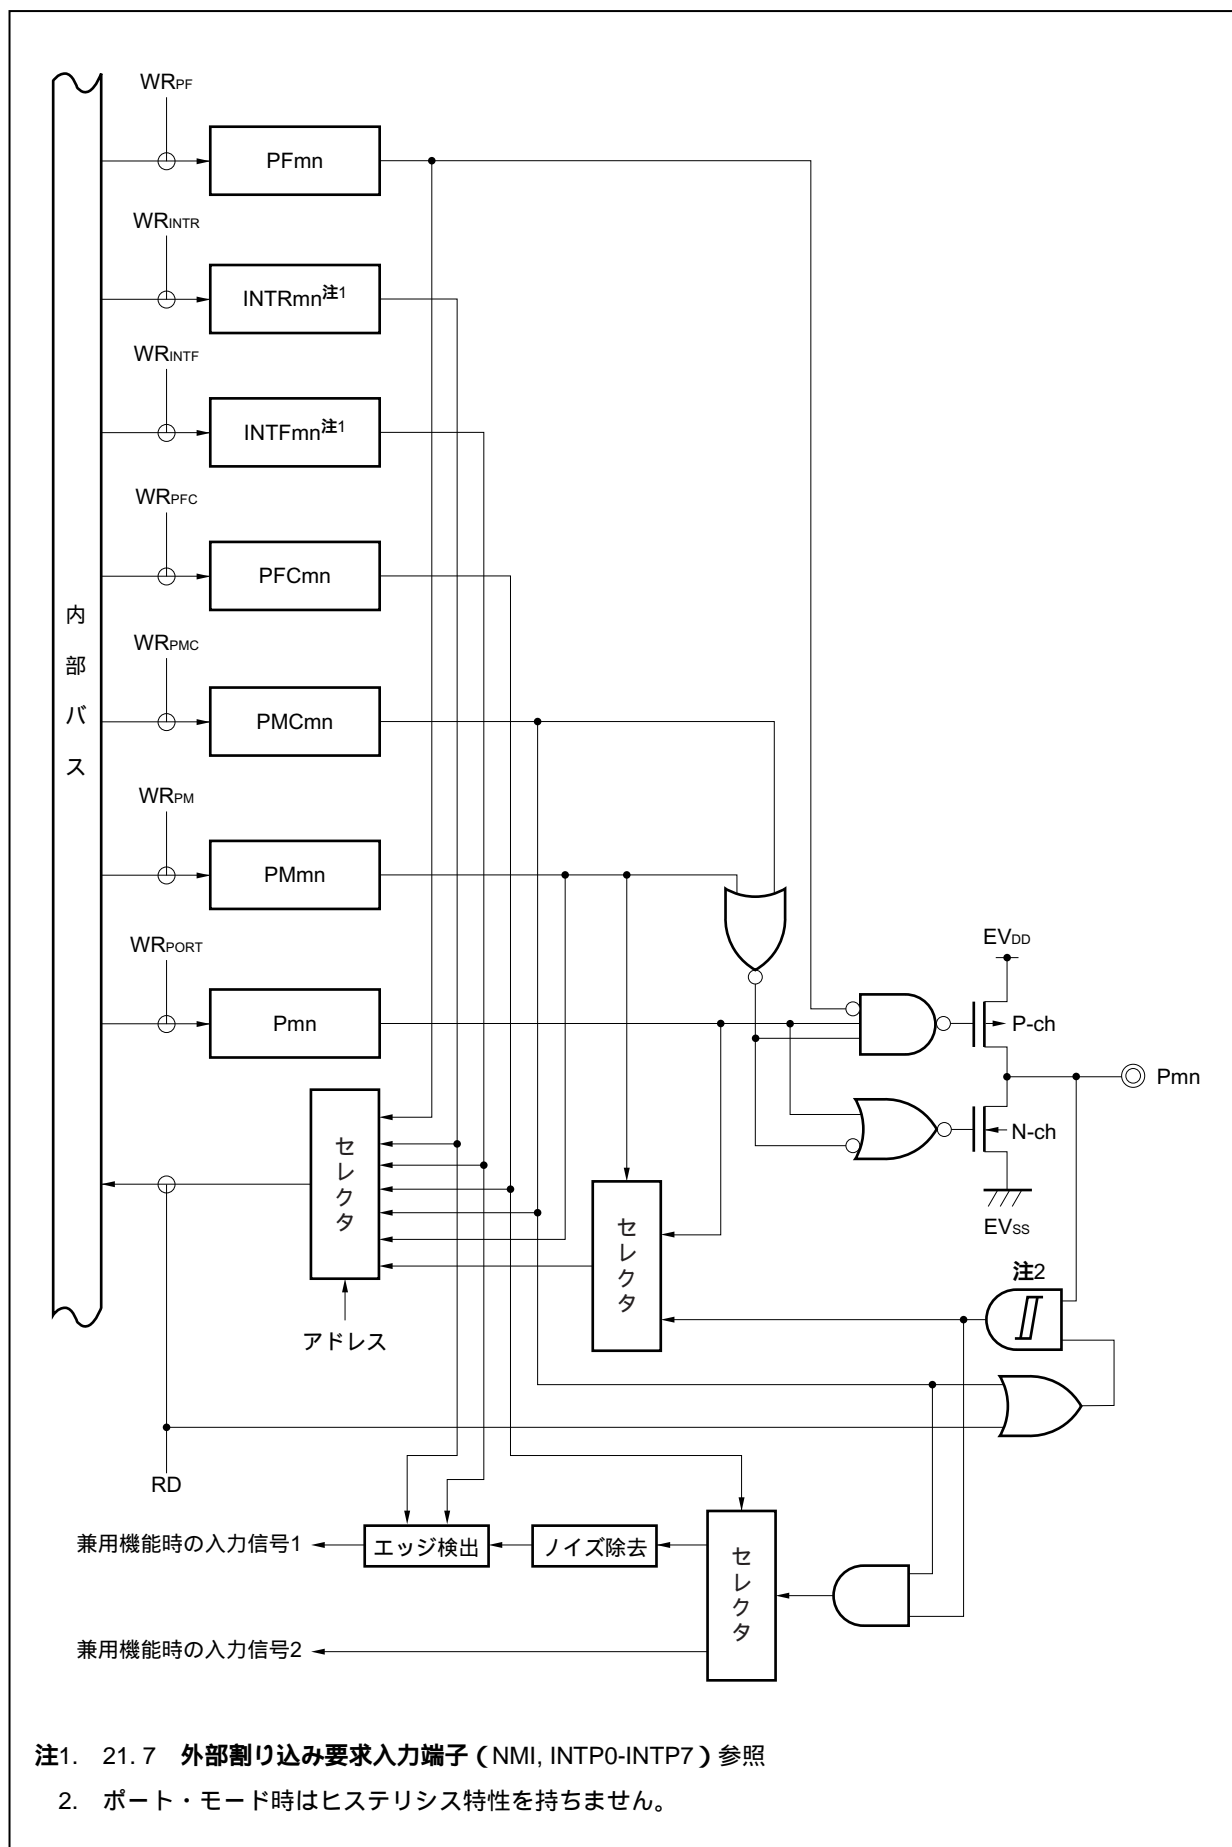 WRPF
PFmn
WRINTR
INTRmn注1
WRINTF
INTFmn注1
WRPFC
PFCmn
内部バス
WRPMC
PMCmn
WRPM
PMmn
WRPORT
Pmn
EVDD
P-ch
Pmn
N-ch
EVSS
セレクタ
セレクタ
注2
アドレス
RD
兼用機能時の入力信号1
エッジ検出
ノイズ除去
セレクタ
兼用機能時の入力信号2
注1. 21. 7 外部割り込み要求入力端子（NMI, INTP0-INTP7）参照
2. ポート・モード時はヒステリシス特性を持ちません。